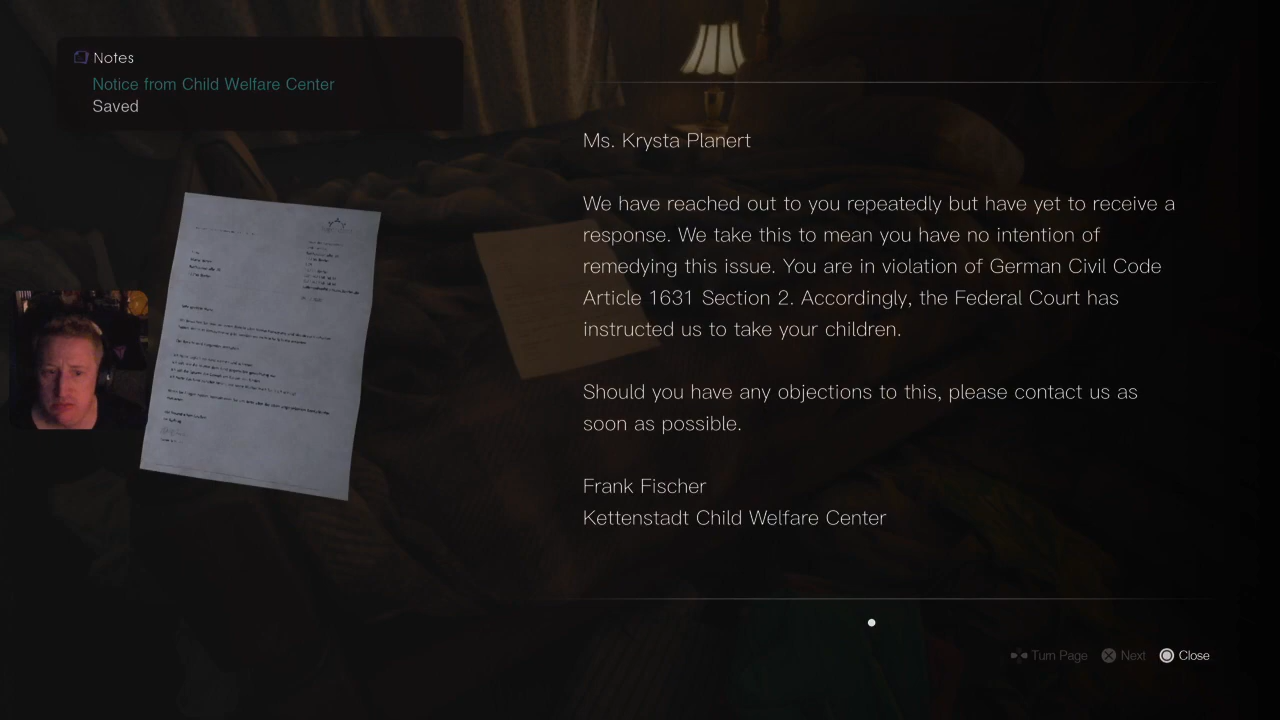 Notes
Notice from Child Welfare Center
Saved
Ms. Krysta Planert
We have reached out to you repeatedly but have yet to receive a
response. We take this to mean you have no intention of
remedying this issue. You are in violation of German Civil Code
Article 1631 Section 2. Accordingly, the Federal Court has
instructed us to take your children.
Should you have any objections to this, please contact us as
soon as possible.
Frank Fischer
Kettenstadt Child Welfare Center
Turn Page
Next
Close